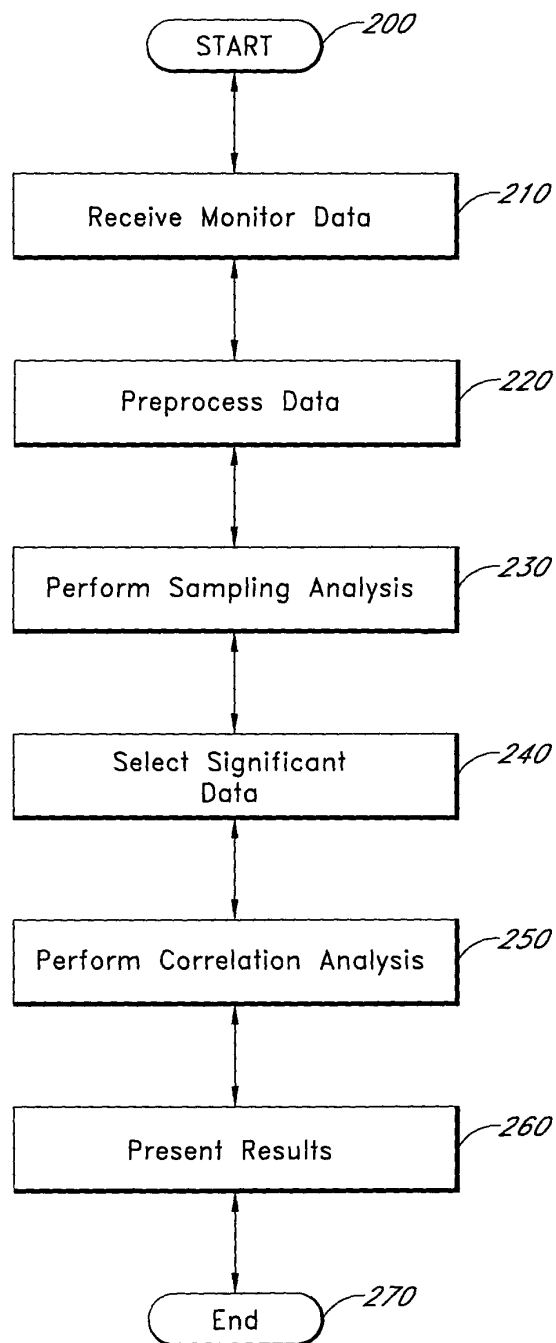 START
200
Receive Monitor Data
210
Preprocess Data
220
Perform Sampling Analysis
230
Select Significant
Data
240
Perform Correlation Analysis
250
Present Results
260
End
270